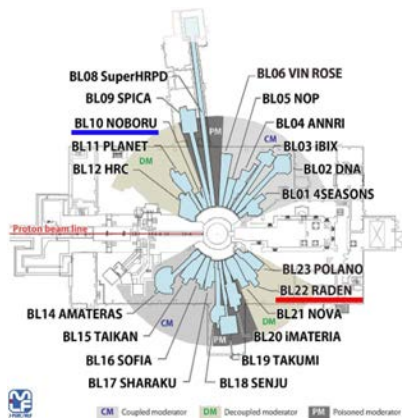 BL08 SuperHRPD
BL06 VIN ROSE
BL09 SPICA
BL05 NOP
BL10 NOBORU
BL04 ANNRI
PM
CM
BL11 PLANET
BL03 iBIX
DM
BL12 HRC
BL02 DNA
BL01 4SEASONS
Proton beam line
BL23 POLANO
BL22 RADEN
BL14 AMATERAS
BL21 NOVA
CM
DM
BL15 TAIKAN
BL20 iMATERIA
PM
BL16 SOFIA
BL19 TAKUMI
BL17 SHARAKU
BL18 SENJU
CM Coupled moderator
DM Decoupled moderator
PM Poisoned moderator